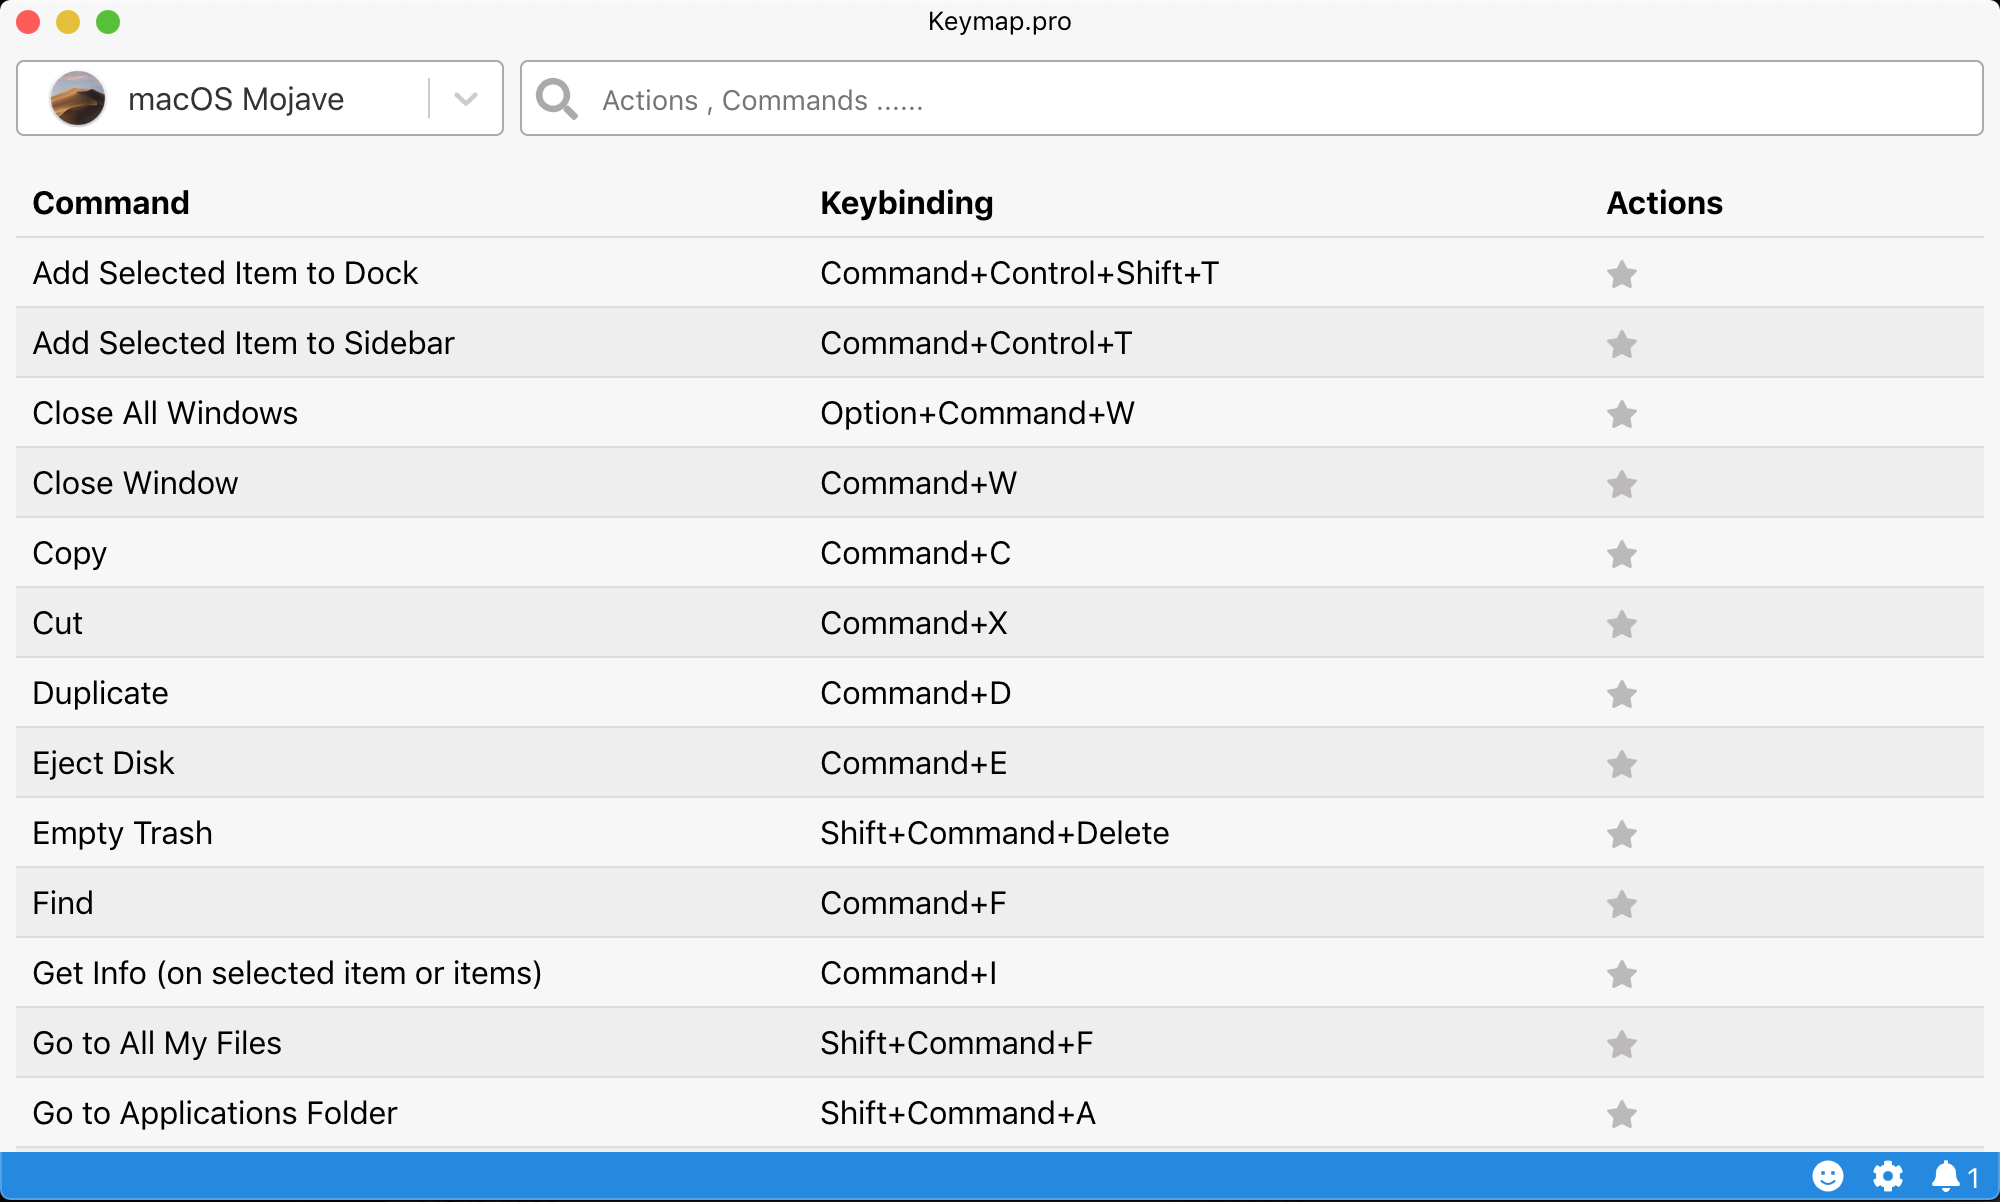 Keymap.pro
macOS Mojave
Actions , Commands ......
Command Keybinding Actions
Add Selected Item to Dock Command+Control+Shift+T
Add Selected Item to Sidebar Command+Control+T
Close All Windows Option+Command+W
Close Window Command+W
Copy Command+C
Cut Command+X
Duplicate Command+D
Eject Disk Command+E
Empty Trash Shift+Command+Delete
Find Command+F
Get Info (on selected item or items) Command+I
Go to All My Files Shift+Command+F
Go to Applications Folder Shift+Command+A
1